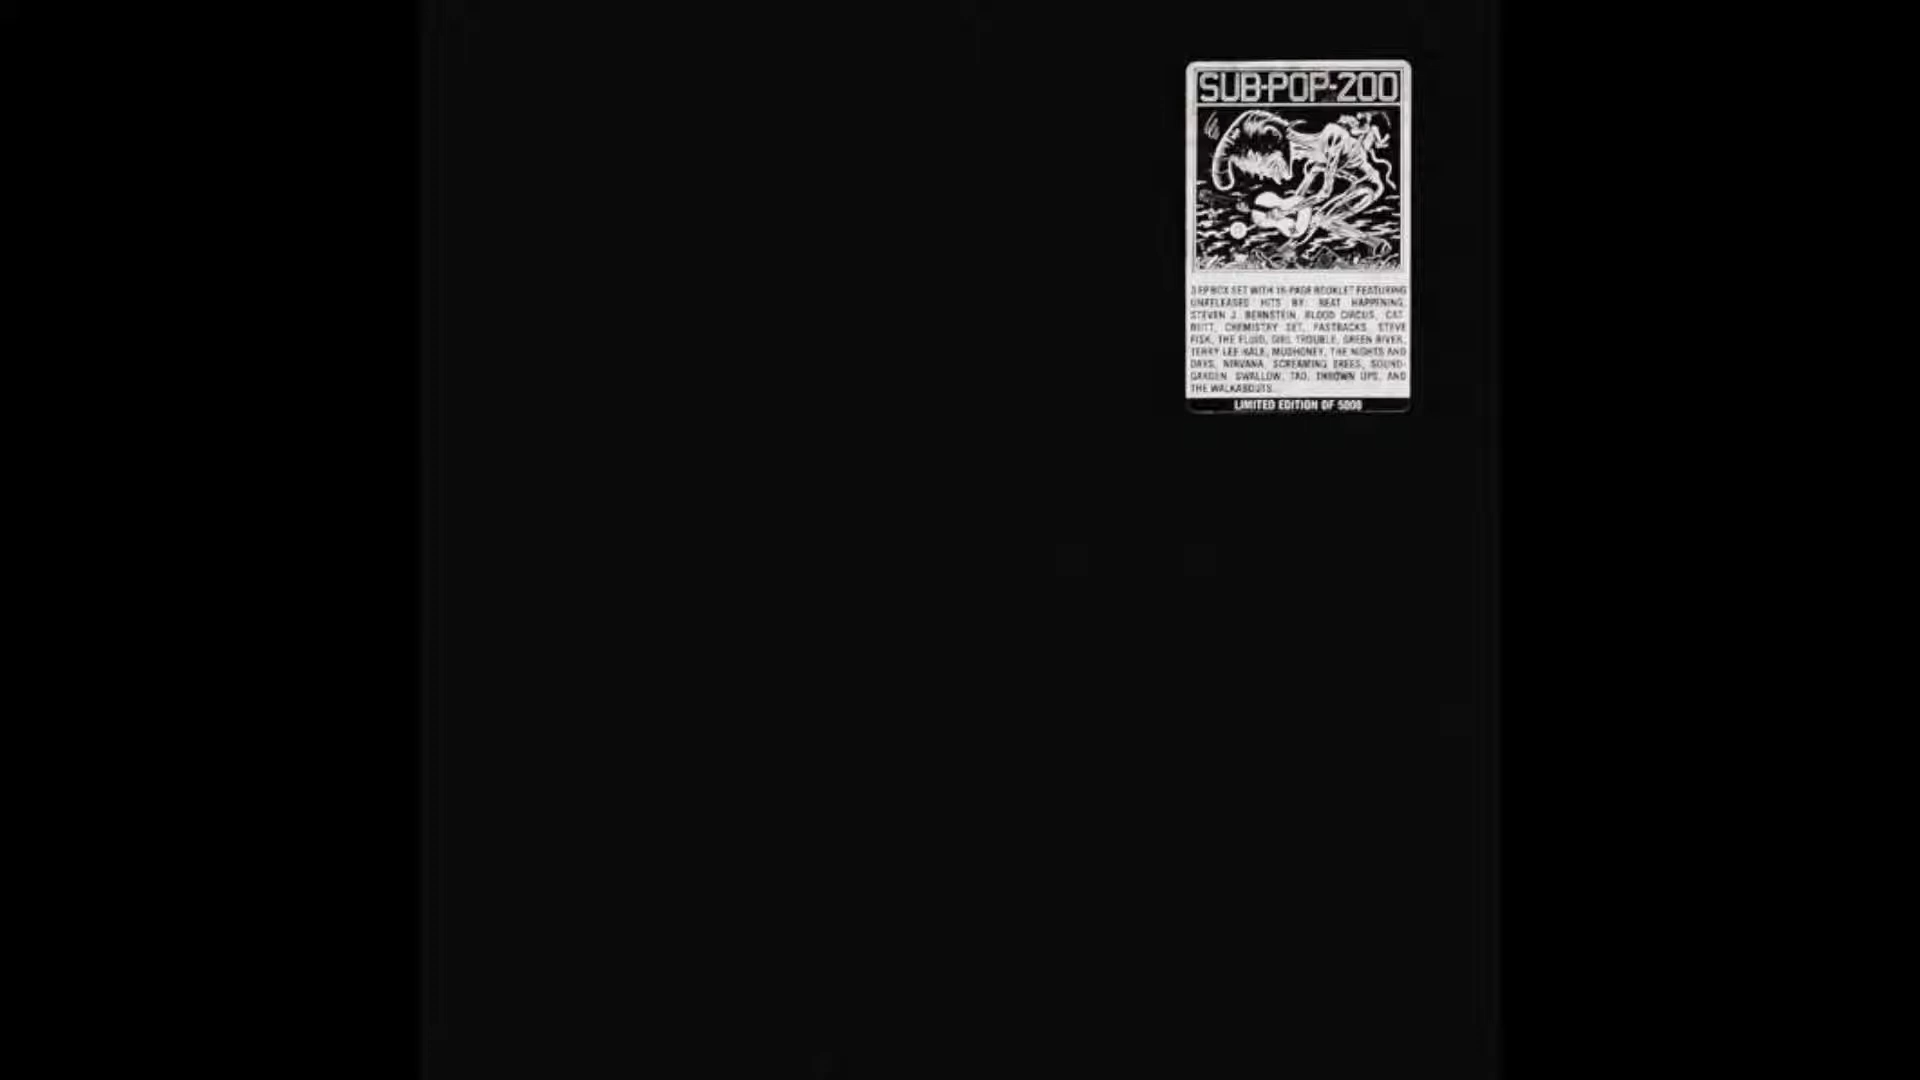 SUB-POP-200
3 EP BOX SET WITH 16-PAGE BOOKLET FEATURING
UNRELEASED HITS BY: BEAT HAPPENING,
STEVEN J. BERNSTEIN, BLOOD CIRCUS, CAT-
BUTT, CHEMISTRY SET, FASTBACKS, STEVE
FISK, THE FLUID, GIRL TROUBLE, GREEN RIVER,
TERRY LEE HALE, MUDHONEY, THE NIGHTS AND
DAYS, NIRVANA, SCREAMING TREES, SOUND-
GARDEN, SWALLOW, TAD, THROWN UPS, AND
THE WALKABOUTS.
LIMITED EDITION OF 5000